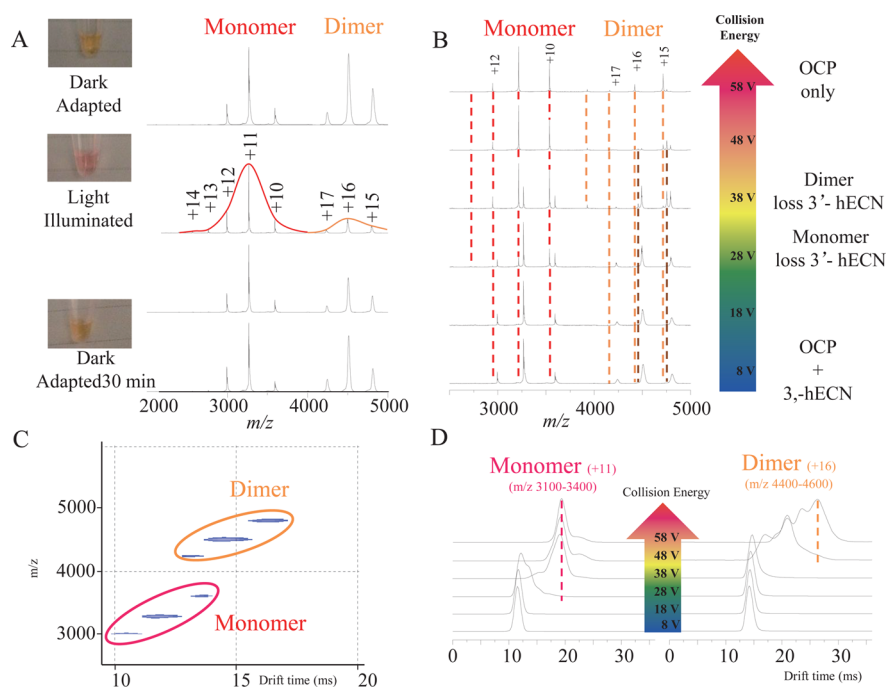 A
Monomer
Dimer
Dark
Adapted
Light
Illuminated
+14
+13
+12
+11
+10
+17
+16
+15
Dark
Adapted30 min
2000
3000
4000
5000
m/z
B
Monomer
Dimer
+12
+10
+17
+16
+15
3000
4000
5000
m/z
Collision
Energy
58 V
48 V
38 V
28 V
18 V
8 V
OCP
only
Dimer
loss 3’- hECN
Monomer
loss 3’- hECN
OCP
+
3,-hECN
C
Dimer
Monomer
5000
4000
3000
m/z
10
15
20
Drift time (ms)
D
Monomer (+11)
(m/z 3100-3400)
Collision Energy
Dimer (+16)
(m/z 4400-4600)
58 V
48 V
38 V
28 V
18 V
8 V
0
10
20
30
0
10
20
30
Drift time (ms)